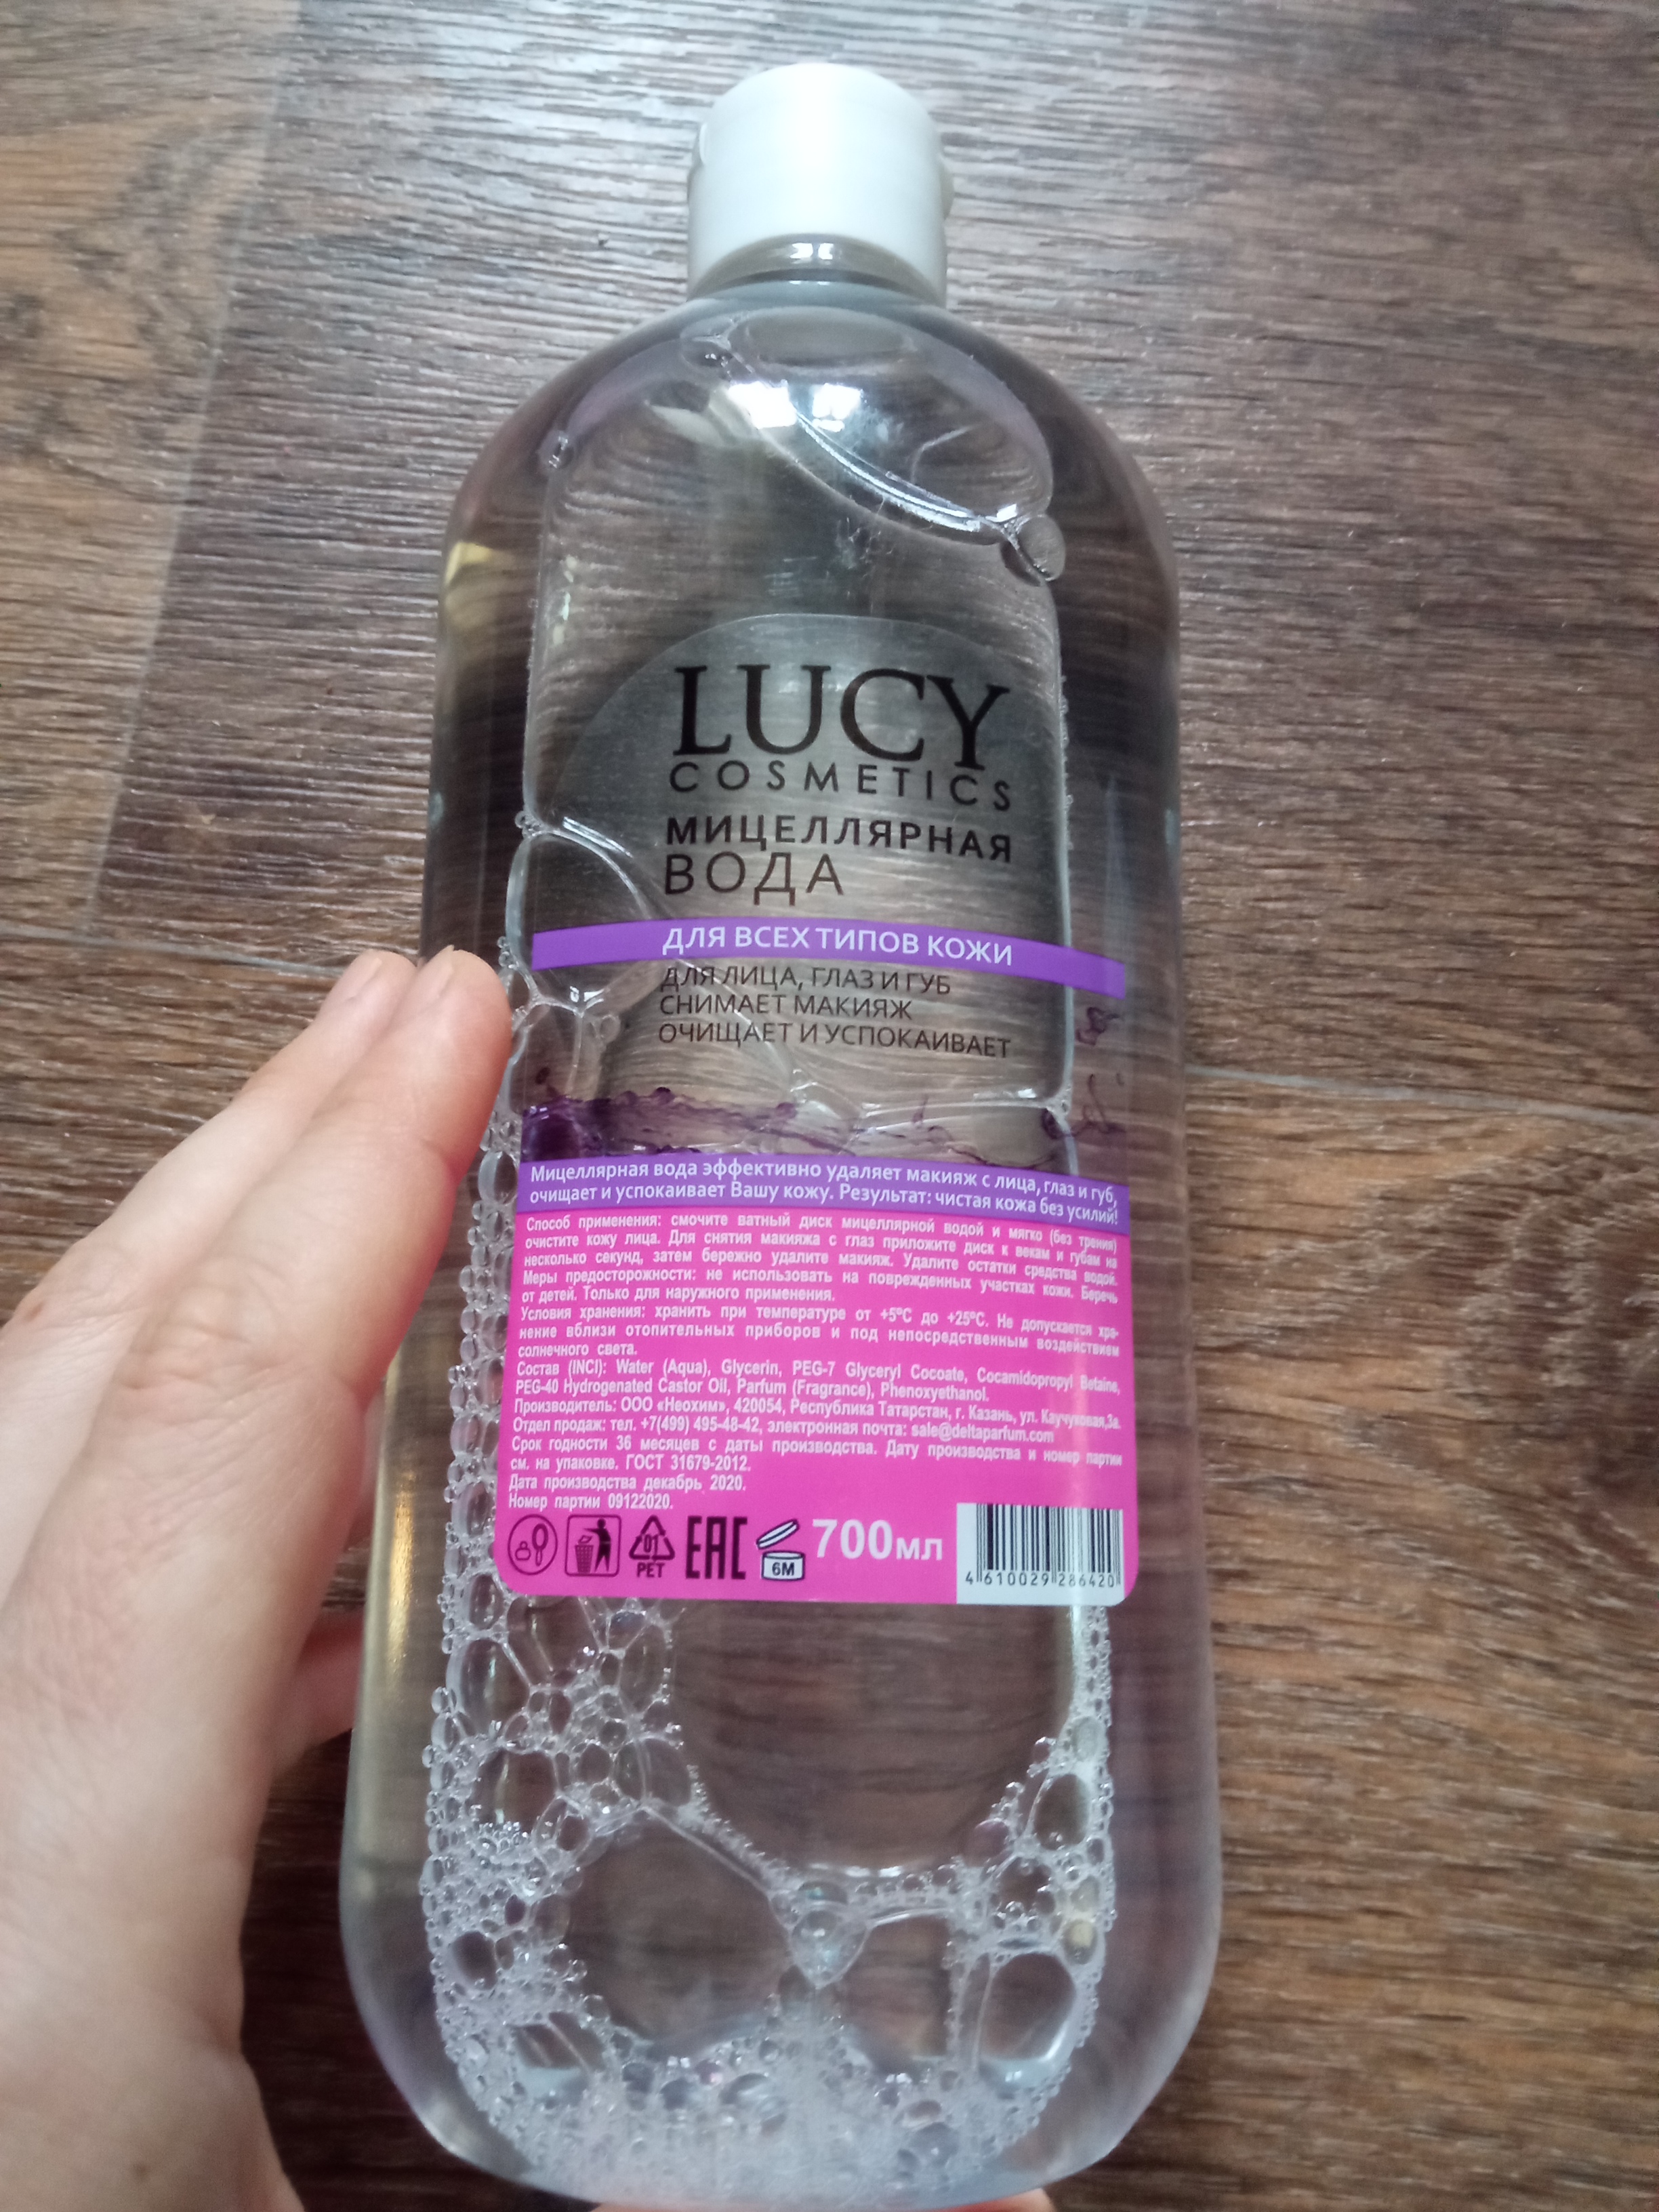 LUCY
COSMETICS
МИЦЕЛЛЯРНАЯ
ВОДА
ДЛЯ ВСЕХ ТИПОВ КОЖИ
ДЛЯ ЛИЦА, ГЛАЗ И ГУБ
СНИМАЕТ МАКИЯЖ
ОЧИЩАЕТ И УСПОКАИВАЕТ
Мицеллярная вода эффективно удаляет макияж с лица, глаз и губ,
очищает и успокаивает Вашу кожу. Результат: чистая кожа без усилий!
Способ применения: смочите ватный диск мицеллярной водой и мягко (без трения)
очистите кожу лица. Для снятия макияжа с глаз приложите диск к векам и губам на
несколько секунд, затем бережно удалите макияж. Удалите остатки средства водой.
Меры предосторожности: не использовать на поврежденных участках кожи. Беречь
от детей. Только для наружного применения.
Условия хранения: хранить при температуре от +5°С до +25°С. Не допускается хра-
нение вблизи отопительных приборов и под непосредственным воздействием
солнечного света.
Состав (INCI): Water (Aqua), Glycerin, PEG-7 Glyceryl Cocoate, Cocamidopropyl Betaine,
PEG-40 Hydrogenated Castor Oil, Parfum (Fragrance), Phenoxyethanol.
Производитель: ООО «Неохим», 420054, Республика Татарстан, г. Казань, ул. Каучуковая,3а.
Отдел продаж: тел. +7(499) 495-48-42, электронная почта: sale@deltaparfum.com
Срок годности 36 месяцев с даты производства. Дату производства и номер партии
см. на упаковке. ГОСТ 31679-2012.
Дата производства декабрь 2020.
Номер партии 09122020.
01
PET
EAC
6M
700мл
4 610029 286420